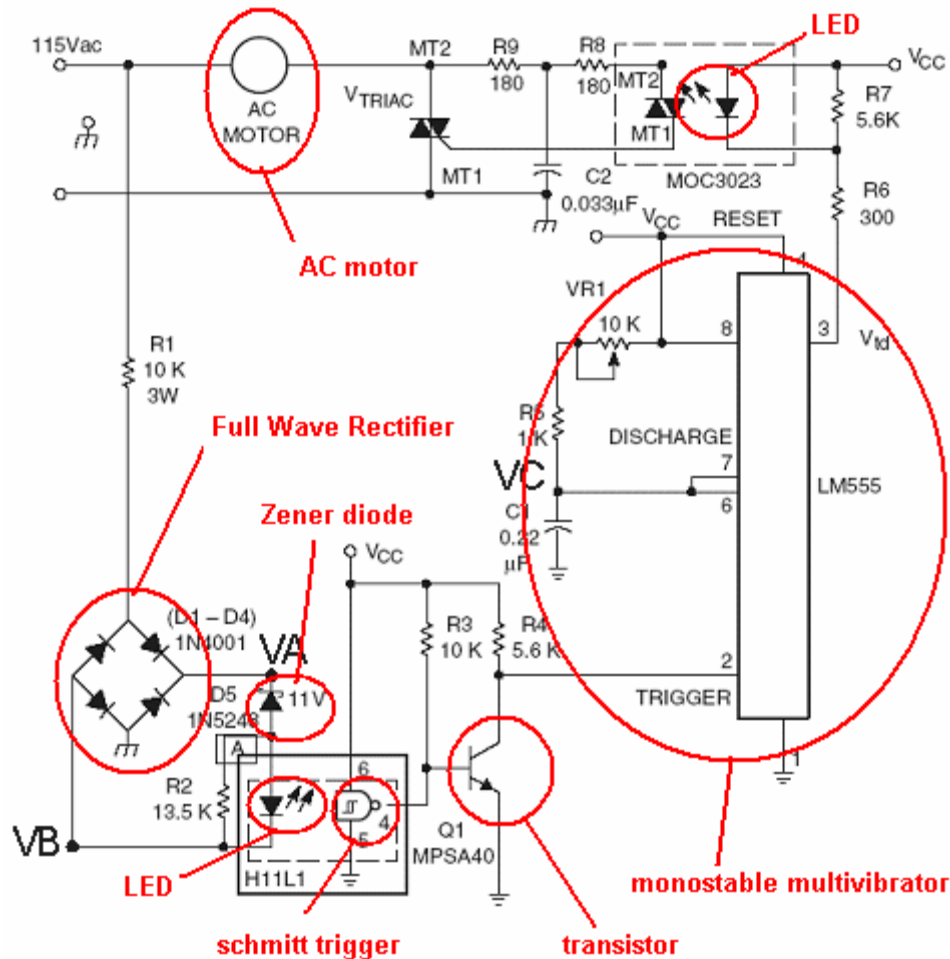 LED
115Vac
MT2
R9
180
R8
180
MT2
VCC
R7
5.6K
AC
MOTOR
VTRIAC
MT1
MT1
MOC3023
C2
0.033µF
R6
300
VCC
RESET
AC motor
4
VR1
10 K
8
3
Vtd
R1
10 K
3W
R5
1 K
Full Wave Rectifier
DISCHARGE
7
VC
6
LM555
Zener diode
C1
0.22
µF
VCC
(D1 – D4)
1N4001
VA
R3
10 K
R4
5.6 K
2
D5
11V
TRIGGER
1N5243
A
1
6
R2
13.5 K
4
VB
5
Q1
MPSA40
H11L1
LED
monostable multivibrator
schmitt trigger
transistor